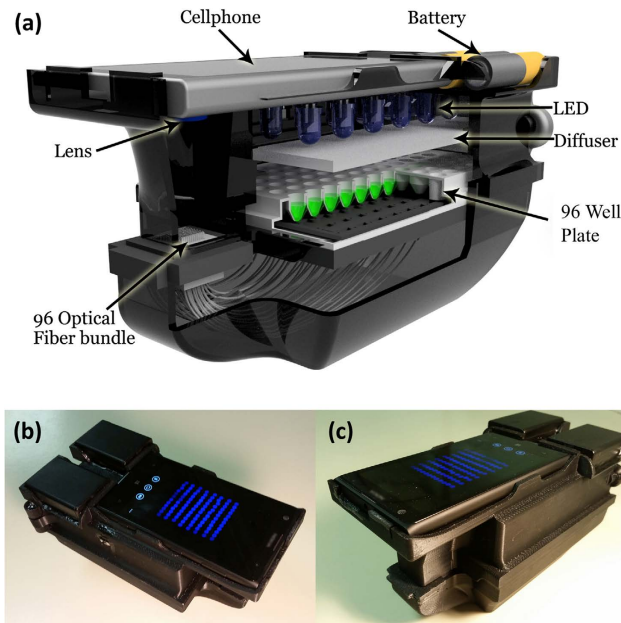 (a)
Cellphone
Battery
LED
Lens
Diffuser
96 Well
Plate
96 Optical
Fiber bundle
(b)
(c)